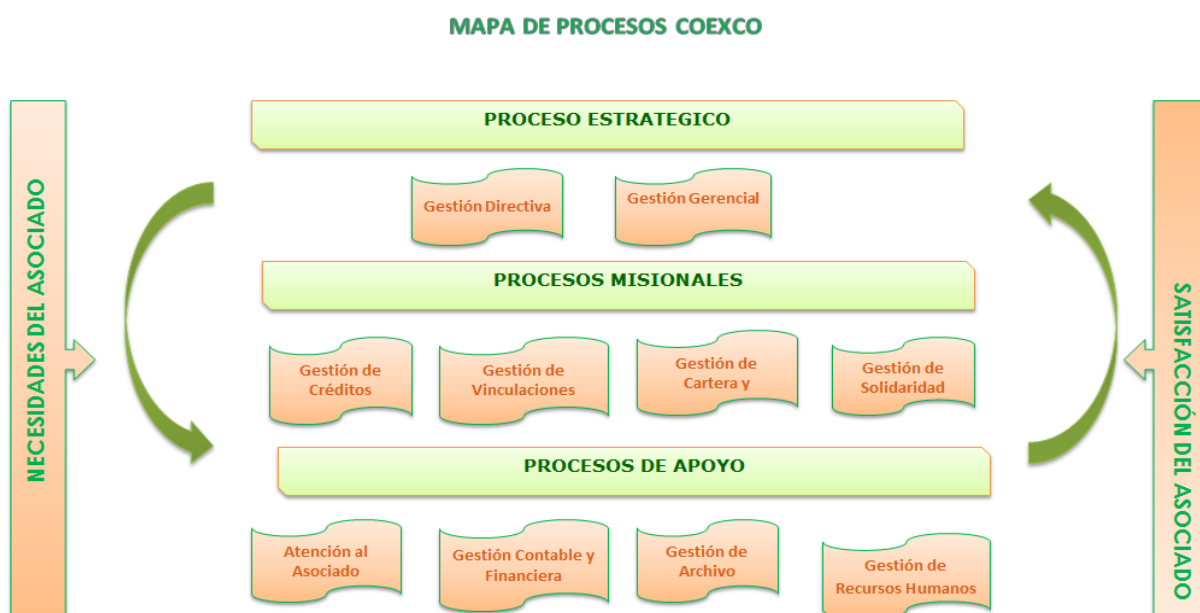 MAPA DE PROCESOS COEXCO
NECESIDADES DEL ASOCIADO
PROCESO ESTRATEGICO
Gestión Directiva
Gestión Gerencial
PROCESOS MISIONALES
Gestión de
Créditos
Gestión de
Vinculaciones
Gestión de
Cartera y
Gestión de
Solidaridad
PROCESOS DE APOYO
Atención al
Asociado
Gestión Contable y
Financiera
Gestión de
Archivo
Gestión de
Recursos Humanos
SATISFACCIÓN DEL ASOCIADO